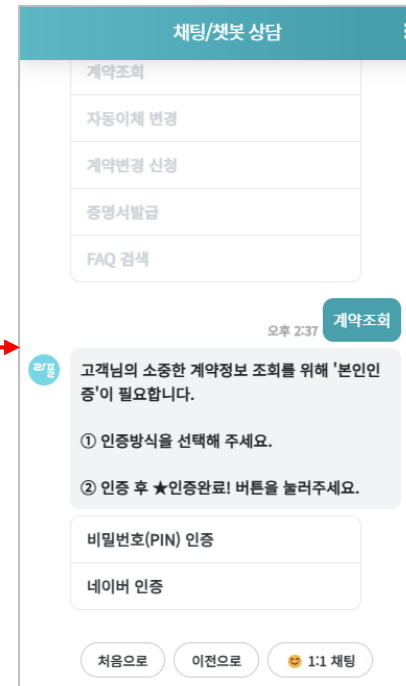 채팅/챗봇 상담
계약조회
자동이체 변경
계약변경 신청
증명서발급
FAQ 검색
오후 2:37 계약조회
라플
고객님의 소중한 계약정보 조회를 위해 '본인인
증'이 필요합니다.
① 인증방식을 선택해 주세요.
② 인증 후 ★인증완료! 버튼을 눌러주세요.
비밀번호(PIN) 인증
네이버 인증
처음으로 이전으로 😊 1:1 채팅